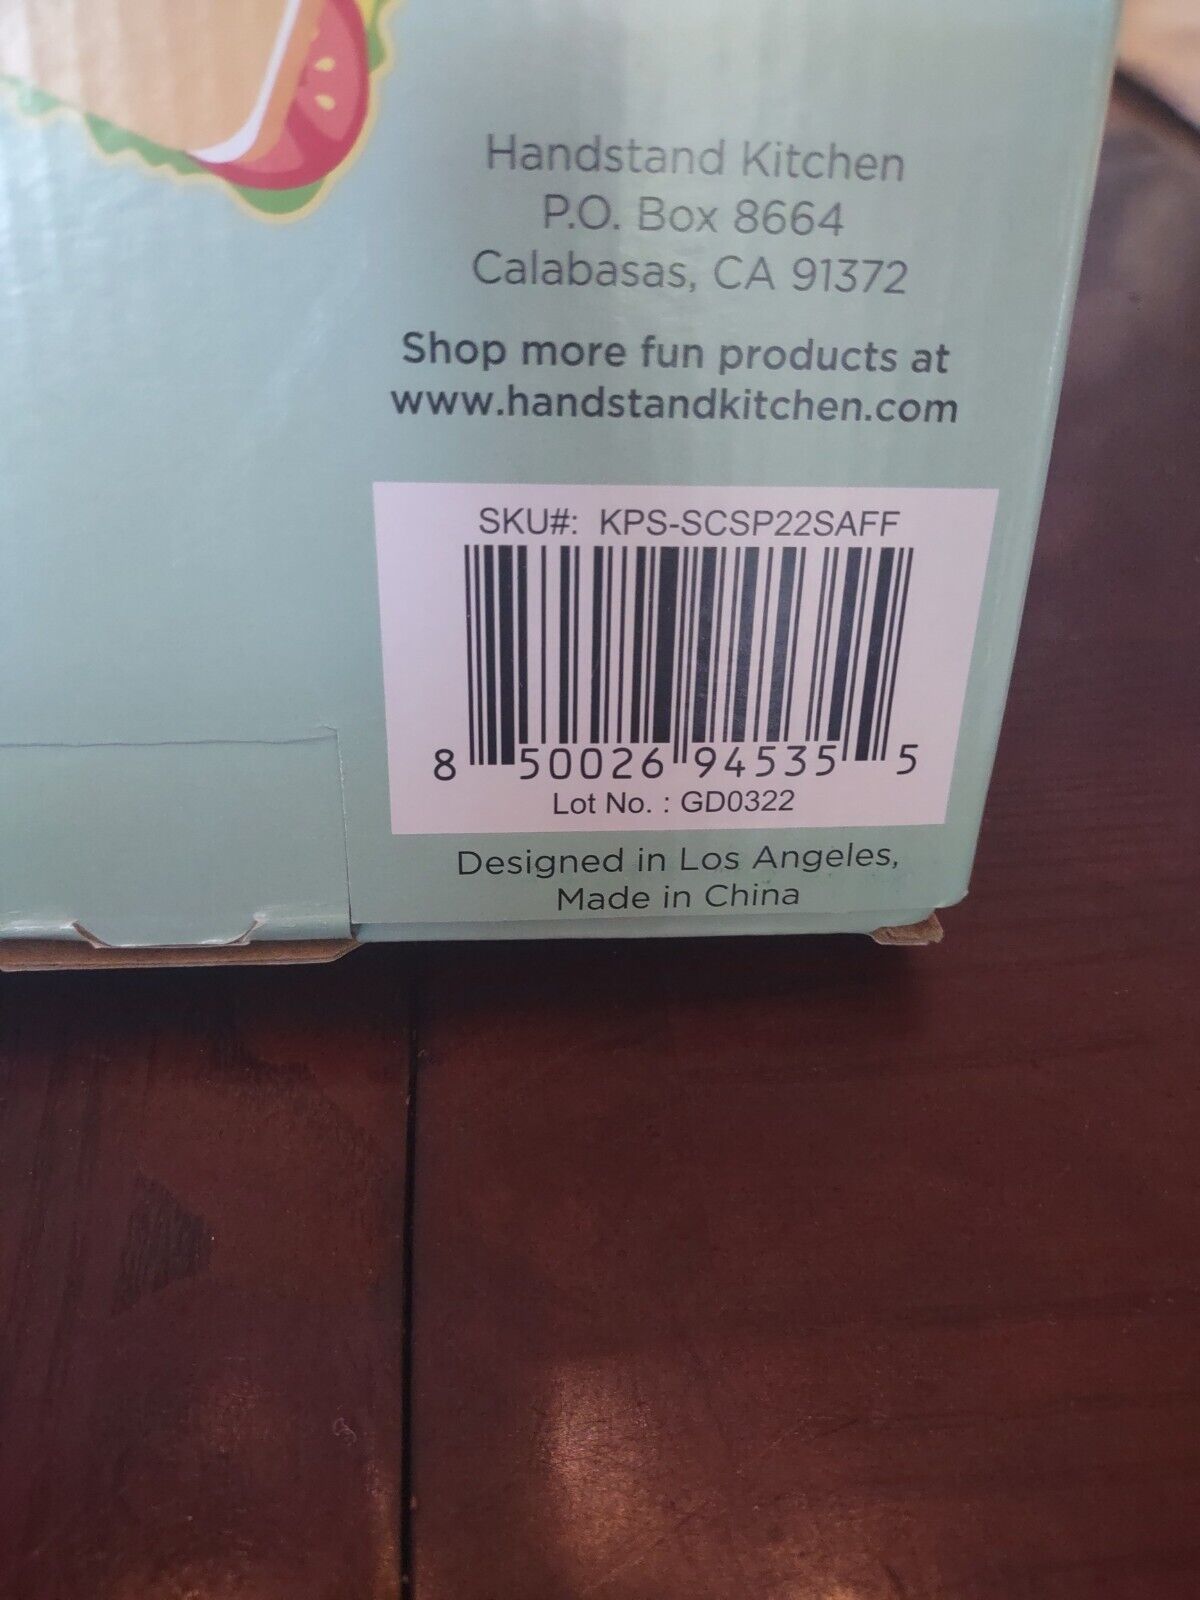 Handstand Kitchen
P.O. Box 8664
Calabasas, CA 91372
Shop more fun products at
www.handstandkitchen.com
SKU#: KPS-SCSP22SAFF
8 50026 94535 5
Lot No. : GD0322
Designed in Los Angeles,
Made in China